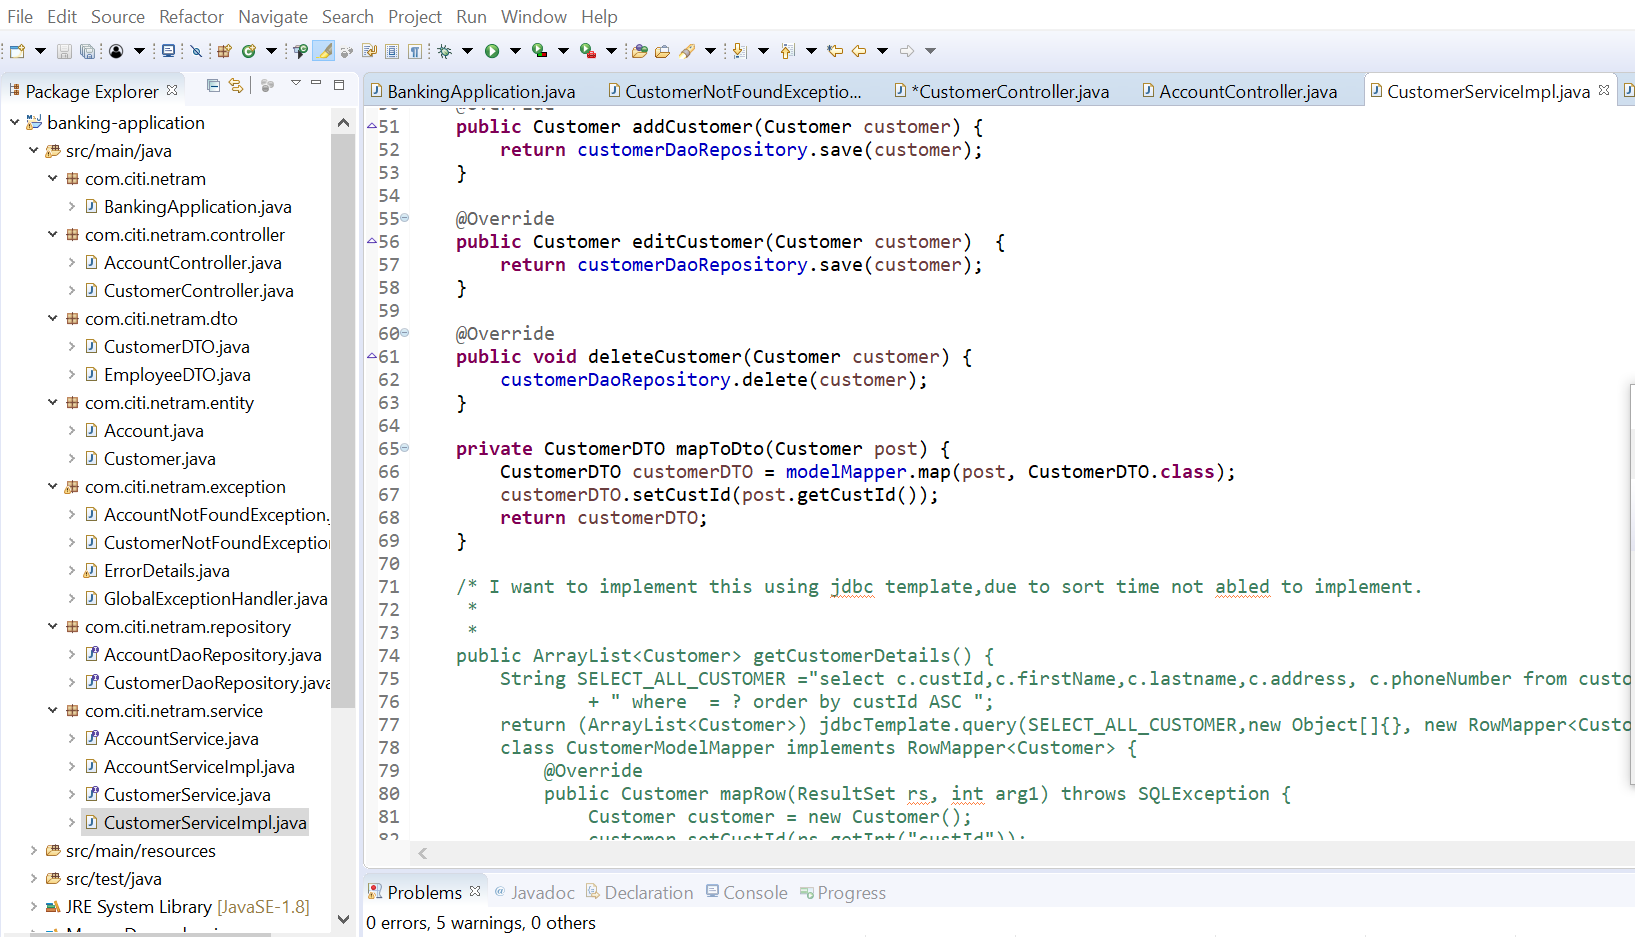 File Edit Source Refactor Navigate Search Project Run Window Help
Package Explorer
banking-application
src/main/java
com.citi.netram
BankingApplication.java
com.citi.netram.controller
AccountController.java
CustomerController.java
com.citi.netram.dto
CustomerDTO.java
EmployeeDTO.java
com.citi.netram.entity
Account.java
Customer.java
com.citi.netram.exception
AccountNotFoundException.
CustomerNotFoundExceptio
ErrorDetails.java
GlobalExceptionHandler.java
com.citi.netram.repository
AccountDaoRepository.java
CustomerDaoRepository.java
com.citi.netram.service
AccountService.java
AccountServiceImpl.java
CustomerService.java
CustomerServiceImpl.java
src/main/resources
src/test/java
JRE System Library [JavaSE-1.8]
BankingApplication.java CustomerNotFoundExceptio... *CustomerController.java AccountController.java CustomerServiceImpl.java
50 @Override
51 public Customer addCustomer(Customer customer) {
52 return customerDaoRepository.save(customer);
53 }
54
55 @Override
56 public Customer editCustomer(Customer customer)  {
57 return customerDaoRepository.save(customer);
58 }
59
60 @Override
61 public void deleteCustomer(Customer customer) {
62 customerDaoRepository.delete(customer);
63 }
64
65 private CustomerDTO mapToDto(Customer post) {
66 CustomerDTO customerDTO = modelMapper.map(post, CustomerDTO.class);
67 customerDTO.setCustId(post.getCustId());
68 return customerDTO;
69 }
70
71 /* I want to implement this using jdbc template,due to sort time not abled to implement.
72 *
73 *
74 public ArrayList<Customer> getCustomerDetails() {
75 String SELECT_ALL_CUSTOMER ="select c.custId,c.firstName,c.lastname,c.address, c.phoneNumber from custo
76 + " where  = ? order by custId ASC ";
77 return (ArrayList<Customer>) jdbcTemplate.query(SELECT_ALL_CUSTOMER,new Object[]{}, new RowMapper<Custo
78 class CustomerModelMapper implements RowMapper<Customer> {
79 @Override
80 public Customer mapRow(ResultSet rs, int arg1) throws SQLException {
81 Customer customer = new Customer();
82 customer.setCustId(rs.getInt("custId"));
Problems @ Javadoc Declaration Console Progress
0 errors, 5 warnings, 0 others